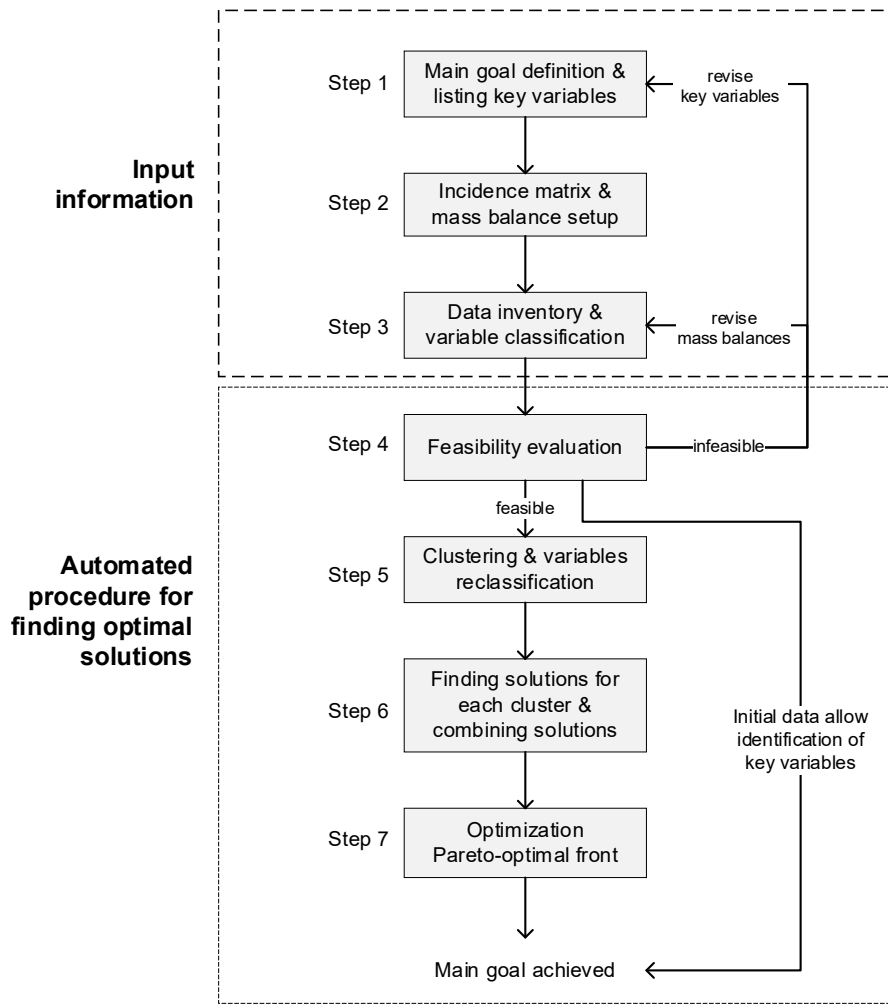 Step 1
Main goal definition &
listing key variables
revise
key variables
Input
information
Step 2
Incidence matrix &
mass balance setup
Step 3
Data inventory &
variable classification
revise
mass balances
Step 4
Feasibility evaluation
infeasible
feasible
Automated
procedure for
finding optimal
solutions
Step 5
Clustering & variables
reclassification
Step 6
Finding solutions for
each cluster &
combining solutions
Initial data allow
identification of
key variables
Step 7
Optimization
Pareto-optimal front
Main goal achieved